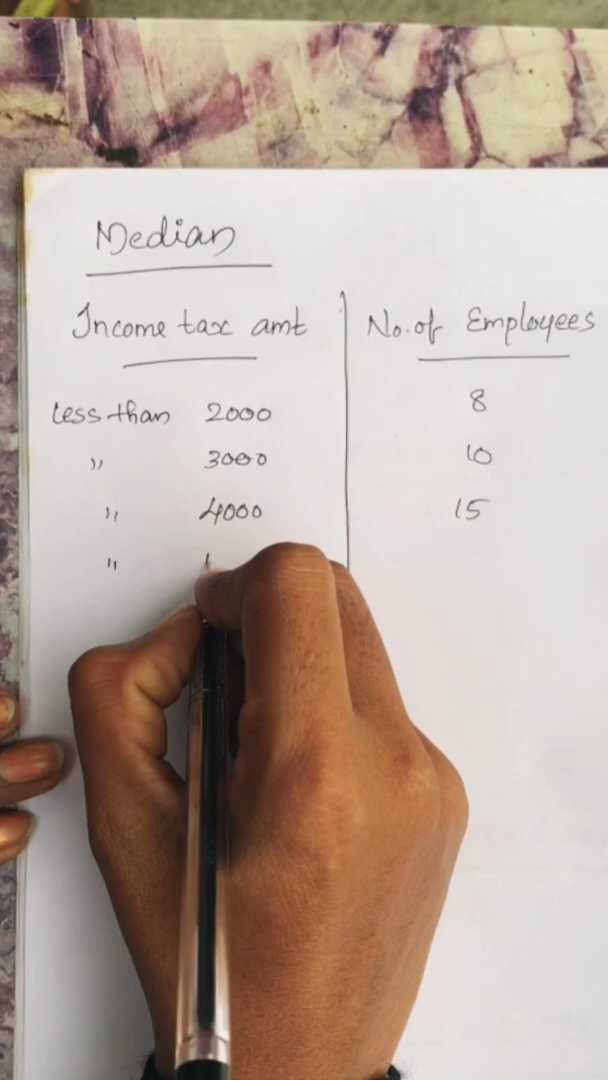 Median
Income tax amt No. of Employees
Less than 2000 8
" 3000 10
" 4000 15
"